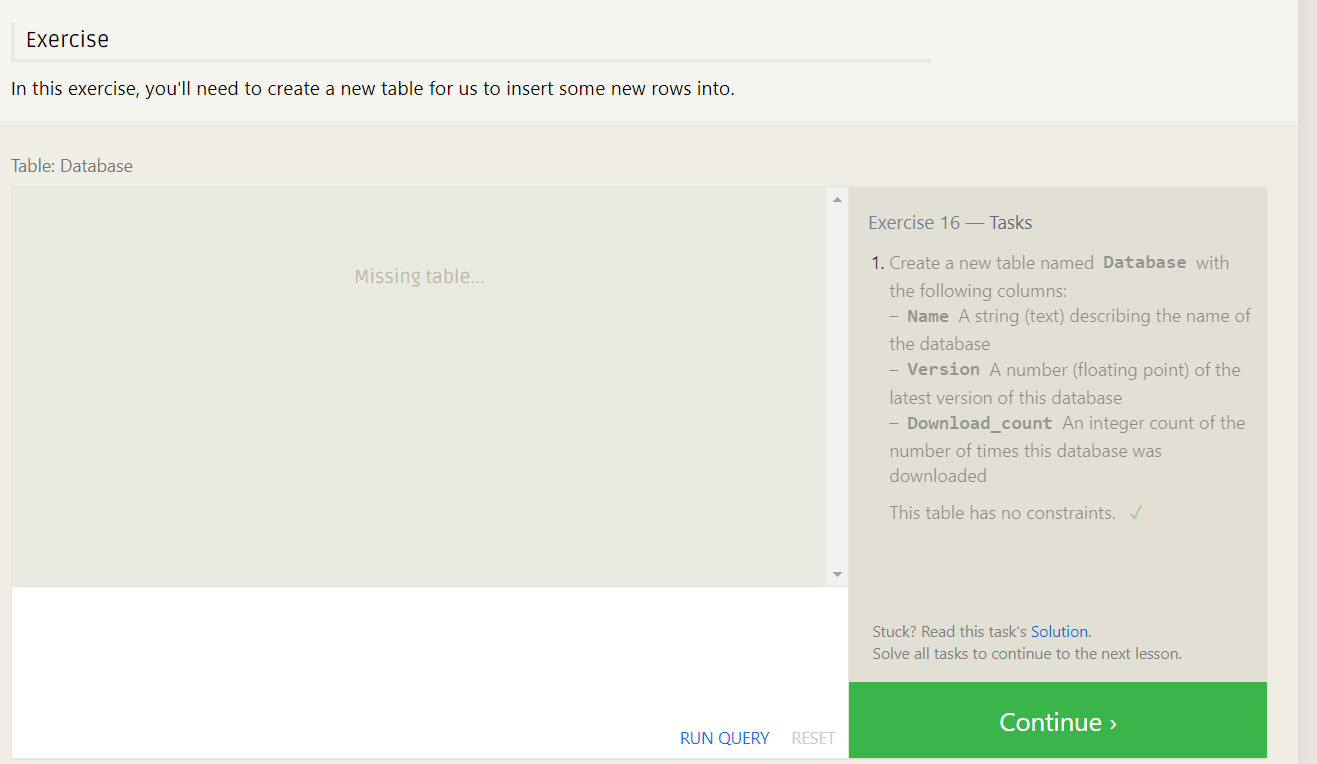 Exercise
In this exercise, you'll need to create a new table for us to insert some new rows into.
Table: Database
Missing table...
Exercise 16 — Tasks
1. Create a new table named Database with
the following columns:
– Name A string (text) describing the name of
the database
– Version A number (floating point) of the
latest version of this database
– Download_count An integer count of the
number of times this database was
downloaded
This table has no constraints. ✓
Stuck? Read this task's Solution.
Solve all tasks to continue to the next lesson.
RUN QUERY RESET
Continue ›